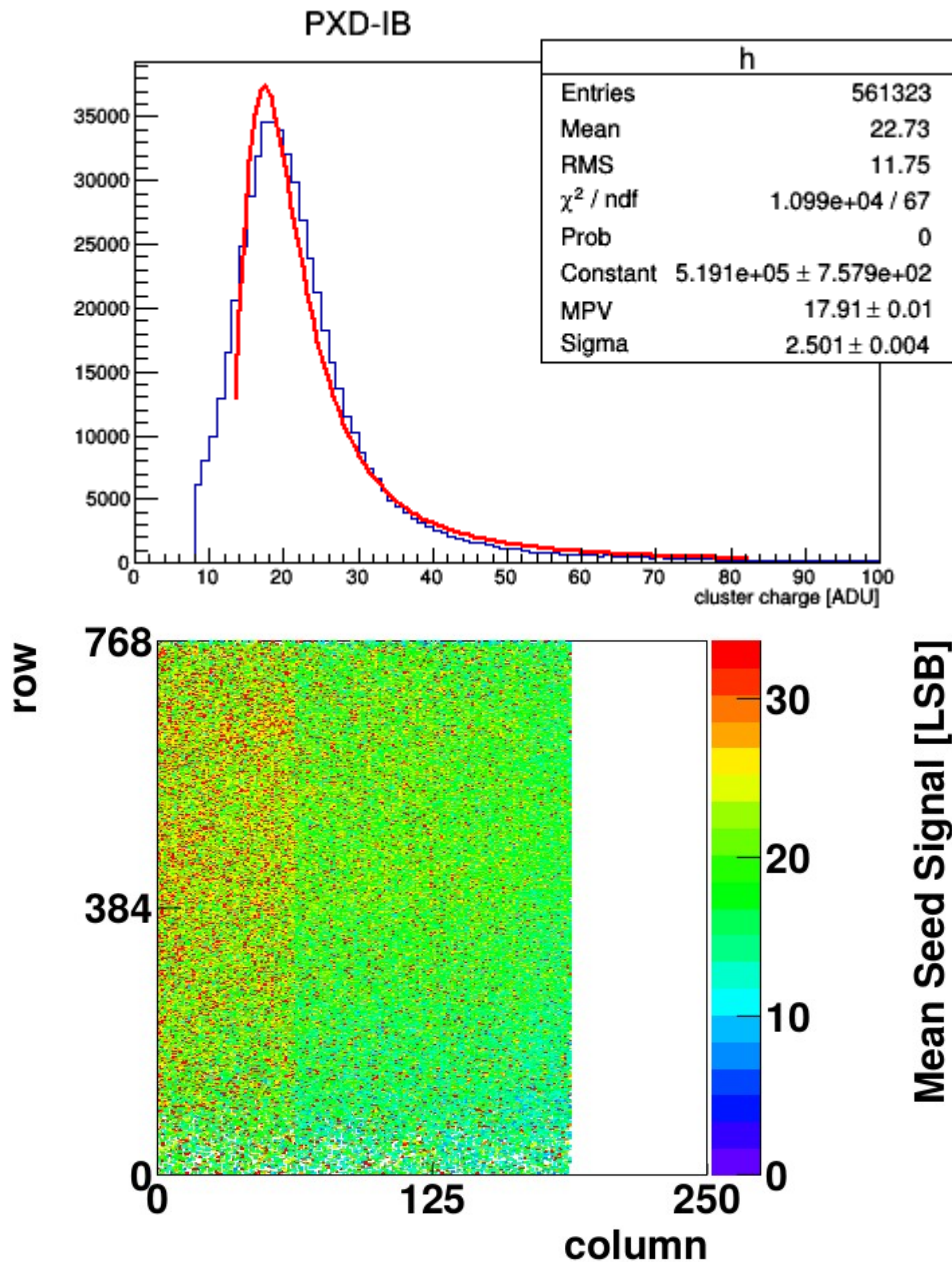 PXD-IB
h
Entries 561323
Mean 22.73
RMS 11.75
χ² / ndf 1.099e+04 / 67
Prob 0
Constant 5.191e+05 ± 7.579e+02
MPV 17.91 ± 0.01
Sigma 2.501 ± 0.004
35000
30000
25000
20000
15000
10000
5000
0
0 10 20 30 40 50 60 70 80 90 100
cluster charge [ADU]
768
384
0
row
0 125 250
column
30
20
10
0
Mean Seed Signal [LSB]